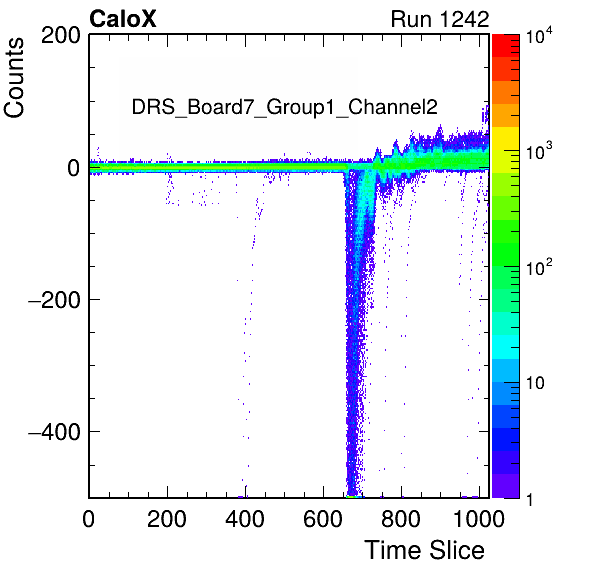 CaloX Run 1242
Counts
DRS_Board7_Group1_Channel2
200
0
−200
−400
0 200 400 600 800 1000
Time Slice
10^4
10^3
10^2
10
1